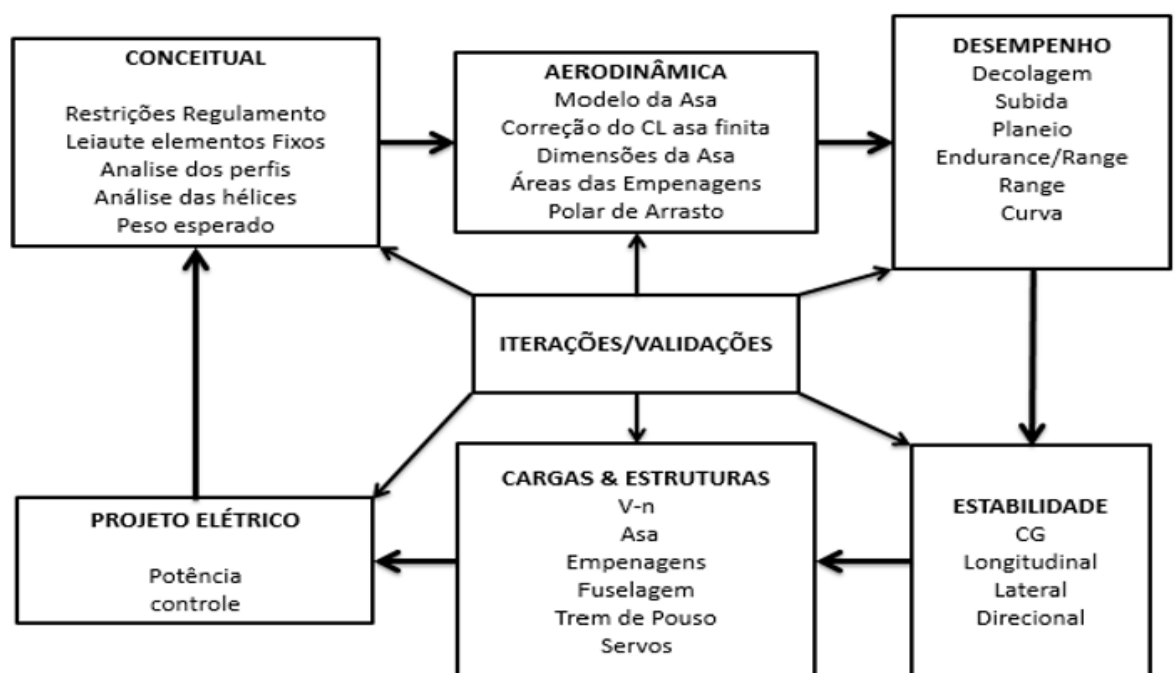 CONCEITUAL
Restrições Regulamento
Leiaute elementos Fixos
Analise dos perfis
Análise das hélices
Peso esperado
AERODINÂMICA
Modelo da Asa
Correção do CL asa finita
Dimensões da Asa
Áreas das Empenagens
Polar de Arrasto
DESEMPENHO
Decolagem
Subida
Planeio
Endurance/Range
Range
Curva
ITERAÇÕES/VALIDAÇÕES
PROJETO ELÉTRICO
Potência
controle
CARGAS & ESTRUTURAS
V-n
Asa
Empenagens
Fuselagem
Trem de Pouso
Servos
ESTABILIDADE
CG
Longitudinal
Lateral
Direcional